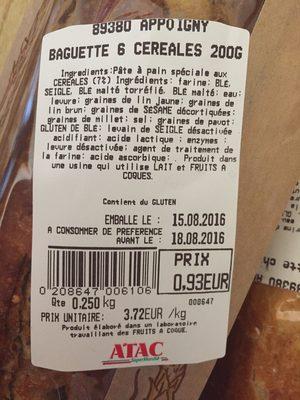 89380 APPOIGNY
BAGUETTE 6 CEREALES 200G
Ingredients:Pâte à pain spéciale aux
CEREALES (7%) Ingrédients: farine: BLE,
SEIGLE, BLE malté torréfié, BLE malté; eau;
levure; graines de lin jaune; graines de
lin brun; graines de SESAME décortiquées;
graines de millet; sel; graines de pavot;
GLUTEN DE BLE; levain de SEIGLE désactivée
acidifiant: acide lactique ; enzymes ;
levure désactivée; agent de traitement de
la farine: acide ascorbique . Produit dans
une usine qui utilise LAIT et FRUITS A
COQUES.
Contient du GLUTEN
EMBALLE LE : 15.08.2016
A CONSOMMER DE PREFERENCE
AVANT LE : 18.08.2016
PRIX
0,93EUR
0 208647 006106
008647
Qte 0.250 kg
PRIX UNITAIRE: 3.72EUR /kg
Produit élaboré dans un laboratoire
travaillant des FRUITS A COQUE.
ATAC